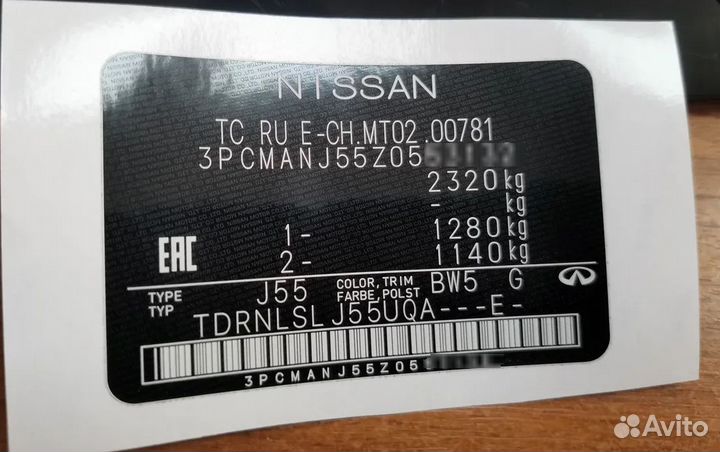 NISSAN
TC RU E-CH.MT02.00781
3PCMANJ55Z05
2320kg
- kg
1- 1280kg
2- 1140kg
EAC
TYPE TYP J55 COLOR, TRIM FARBE, POLST BW5 G
TDRNLSLJ55UQA---E-
3PCMANJ55Z05
Avito